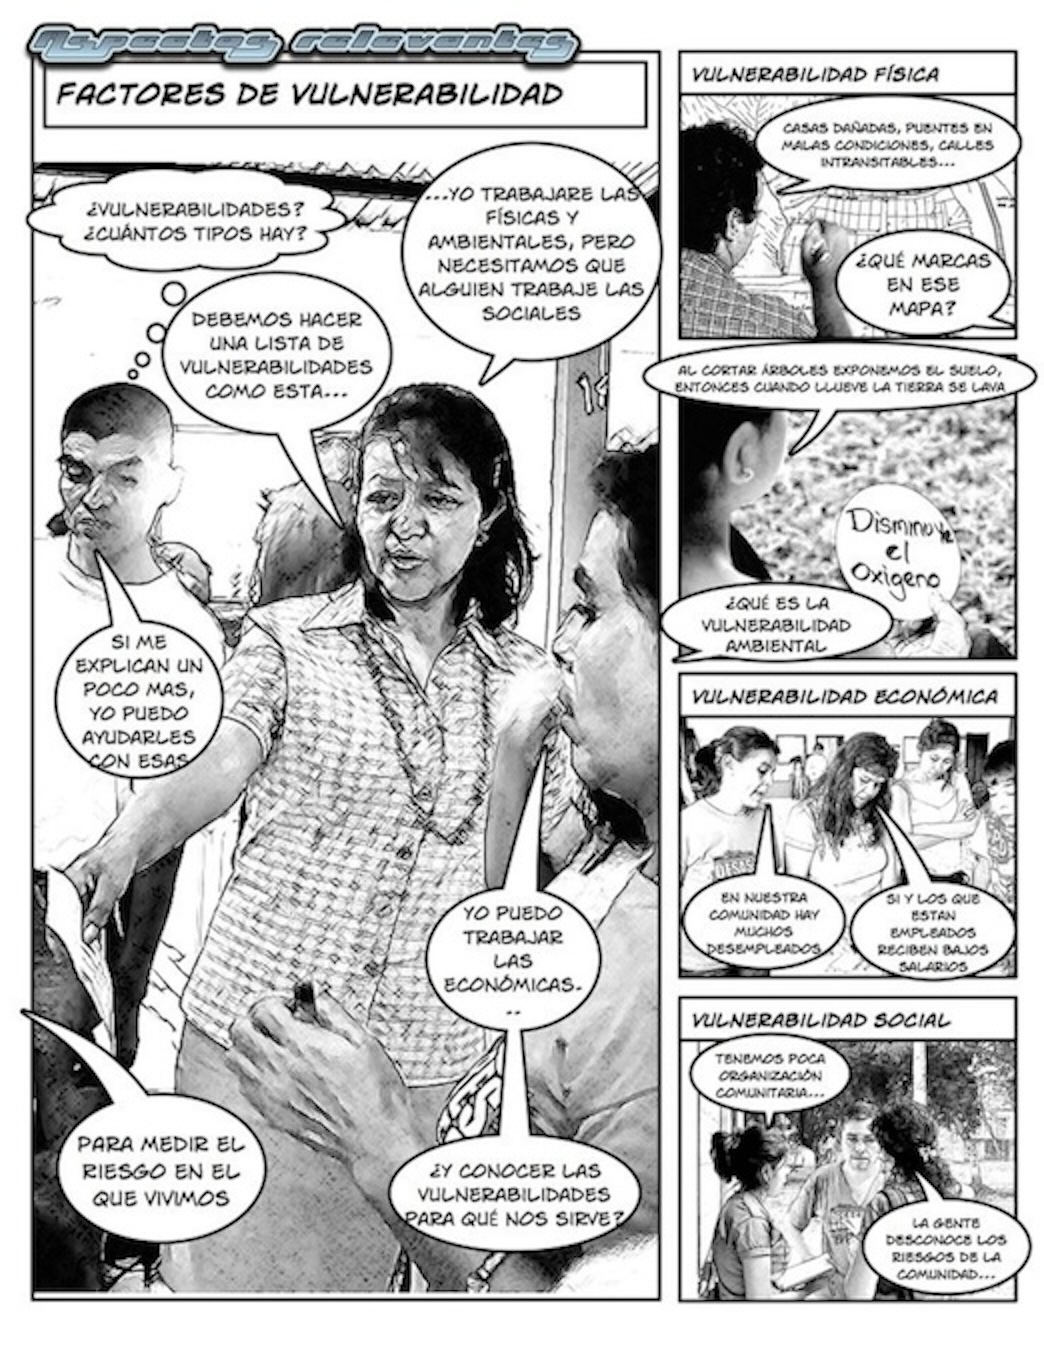 Aspectos relevantes
FACTORES DE VULNERABILIDAD
¿VULNERABILIDADES?
¿CUÁNTOS TIPOS HAY?
...YO TRABAJARE LAS
FÍSICAS Y
AMBIENTALES, PERO
NECESITAMOS QUE
ALGUIEN TRABAJE LAS
SOCIALES
DEBEMOS HACER
UNA LISTA DE
VULNERABILIDADES
COMO ESTA...
16
SI ME
EXPLICAN UN
POCO MAS,
YO PUEDO
AYUDARLES
CON ESAS
YO PUEDO
TRABAJAR
LAS
ECONÓMICAS.
..
PARA MEDIR EL
RIESGO EN EL
QUE VIVIMOS
¿Y CONOCER LAS
VULNERABILIDADES
PARA QUÉ NOS SIRVE?
VULNERABILIDAD FÍSICA
CASAS DAÑADAS, PUENTES EN
MALAS CONDICIONES, CALLES
INTRANSITABLES...
¿QUÉ MARCAS
EN ESE
MAPA?
AL CORTAR ÁRBOLES EXPONEMOS EL SUELO,
ENTONCES CUANDO LLUEVE LA TIERRA SE LAVA
Disminuye
el
Oxigeno
¿QUÉ ES LA
VULNERABILIDAD
AMBIENTAL
VULNERABILIDAD ECONÓMICA
EN NUESTRA
COMUNIDAD HAY
MUCHOS
DESEMPLEADOS
SI Y LOS QUE
ESTAN
EMPLEADOS
RECIBEN BAJOS
SALARIOS
VULNERABILIDAD SOCIAL
TENEMOS POCA
ORGANIZACIÓN
COMUNITARIA...
LA GENTE
DESCONOCE LOS
RIESGOS DE LA
COMUNIDAD...